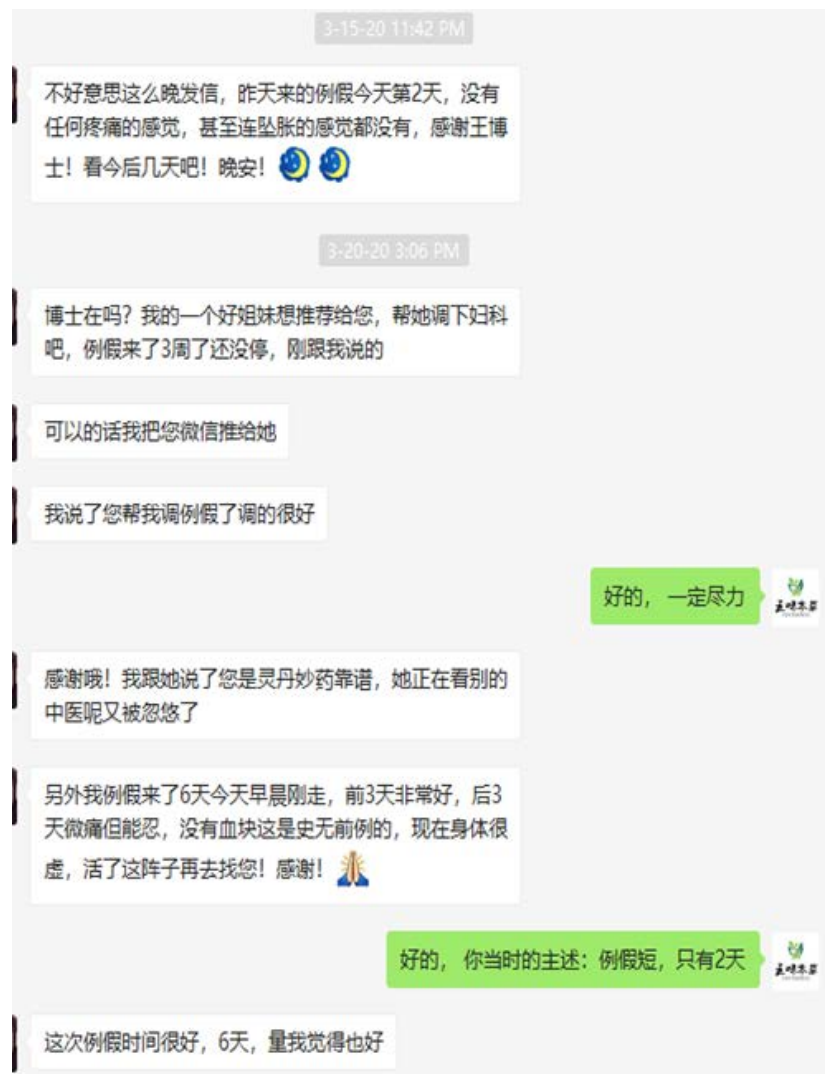 3-15-20 11:42 PM
不好意思这么晚发信，昨天来的例假今天第2天，没有
任何疼痛的感觉，甚至连坠胀的感觉都没有，感谢王博
士！看今后几天吧！晚安！
3-20-20 3:06 PM
博士在吗？我的一个好姐妹想推荐给您，帮她调下妇科
吧，例假来了3周了还没停，刚跟我说的
可以的话我把您微信推给她
我说了您帮我调例假了调的很好
好的， 一定尽力
感谢哦！我跟她说了您是灵丹妙药靠谱，她正在看别的
中医呢又被忽悠了
另外我例假来了6天今天早晨刚走，前3天非常好，后3
天微痛但能忍，没有血块这是史无前例的，现在身体很
虚，活了这阵子再去找您！感谢！
好的， 你当时的主述：例假短，只有2天
这次例假时间很好，6天，量我觉得也好